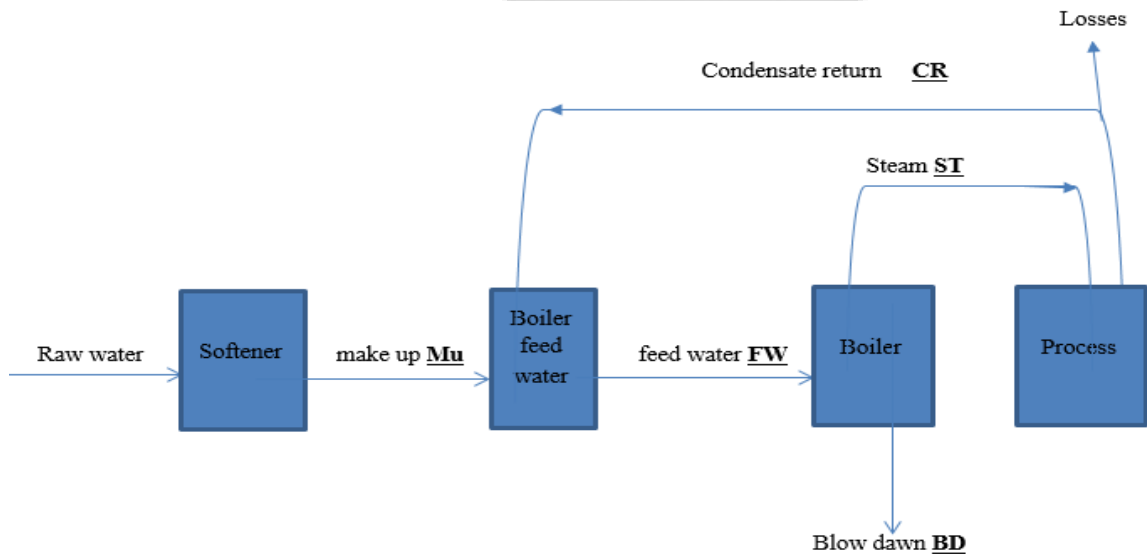 Losses
Condensate return CR
Steam ST
Raw water
Softener
make up Mu
Boiler
feed
water
feed water FW
Boiler
Process
Blow dawn BD